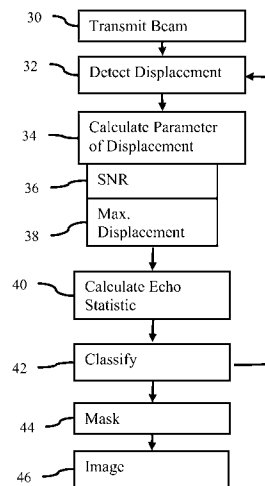 30
Transmit Beam
32
Detect Displacement
34
Calculate Parameter
of Displacement
36
SNR
38
Max.
Displacement
40
Calculate Echo
Statistic
42
Classify
44
Mask
46
Image